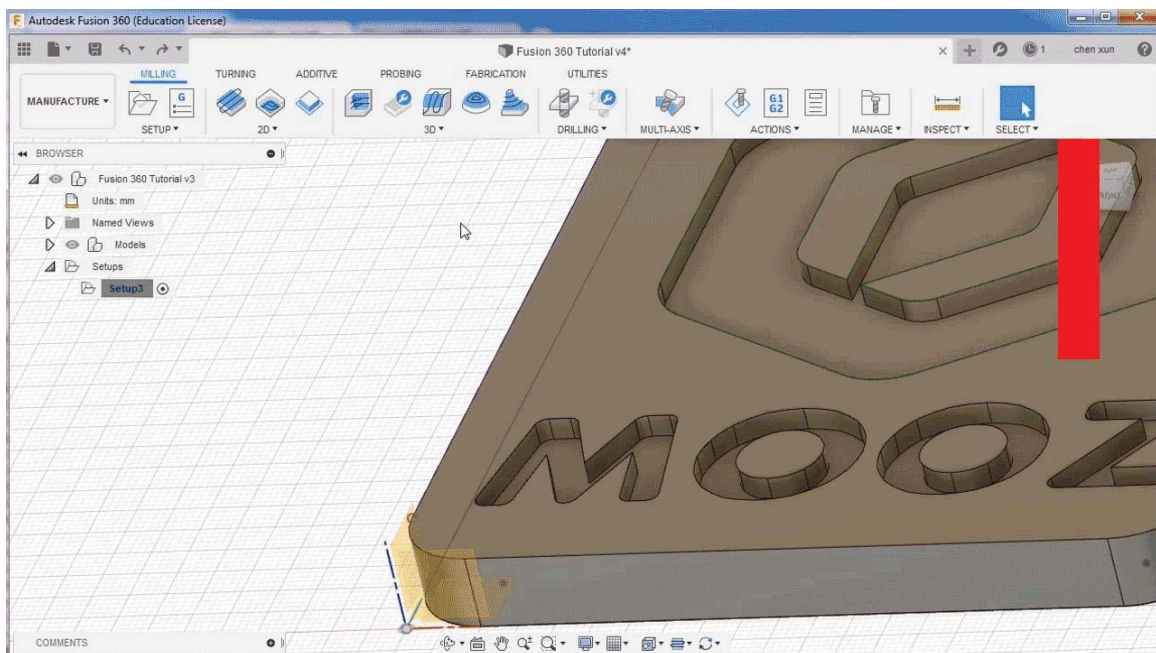 Autodesk Fusion 360 (Education License)
Fusion 360 Tutorial v4*
1
chen xun
MILLING TURNING ADDITIVE PROBING FABRICATION UTILITIES
MANUFACTURE
G
G1
G2
SETUP 2D 3D DRILLING MULTI-AXIS ACTIONS MANAGE INSPECT SELECT
BROWSER
Fusion 360 Tutorial v3
Units: mm
Named Views
Models
Setups
Setup3
MOOZ
COMMENTS